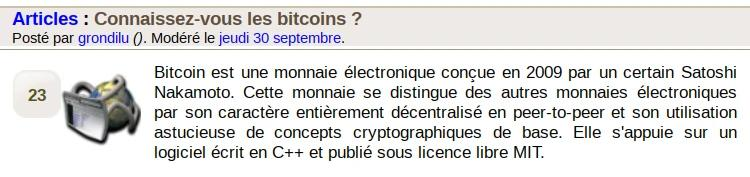 Articles : Connaissez-vous les bitcoins ?
Posté par grondilu (). Modéré le jeudi 30 septembre.
23
Bitcoin est une monnaie électronique conçue en 2009 par un certain Satoshi
Nakamoto. Cette monnaie se distingue des autres monnaies électroniques
par son caractère entièrement décentralisé en peer-to-peer et son utilisation
astucieuse de concepts cryptographiques de base. Elle s'appuie sur un
logiciel écrit en C++ et publié sous licence libre MIT.